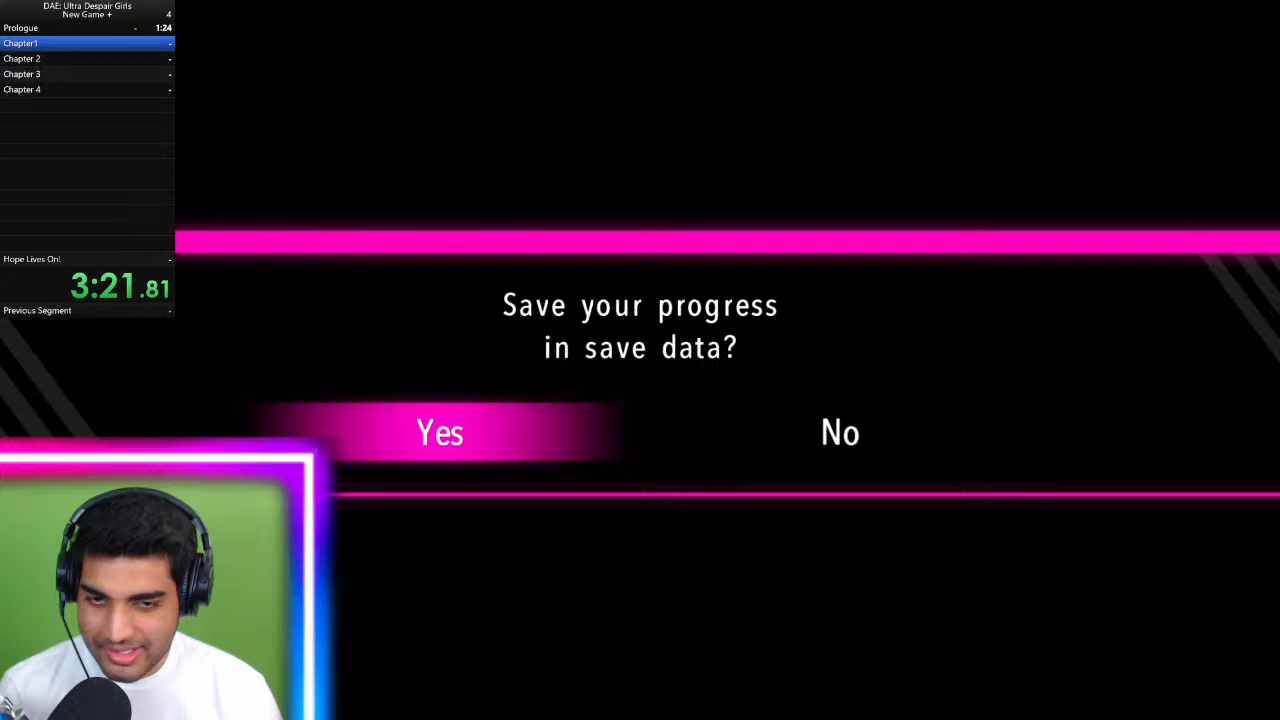 DAE: Ultra Despair Girls
New Game + 4
Prologue - 1:24
Chapter1 -
Chapter 2 -
Chapter 3 -
Chapter 4 -
Hope Lives On! -
3:21.81
Previous Segment -
Save your progress
in save data?
Yes No